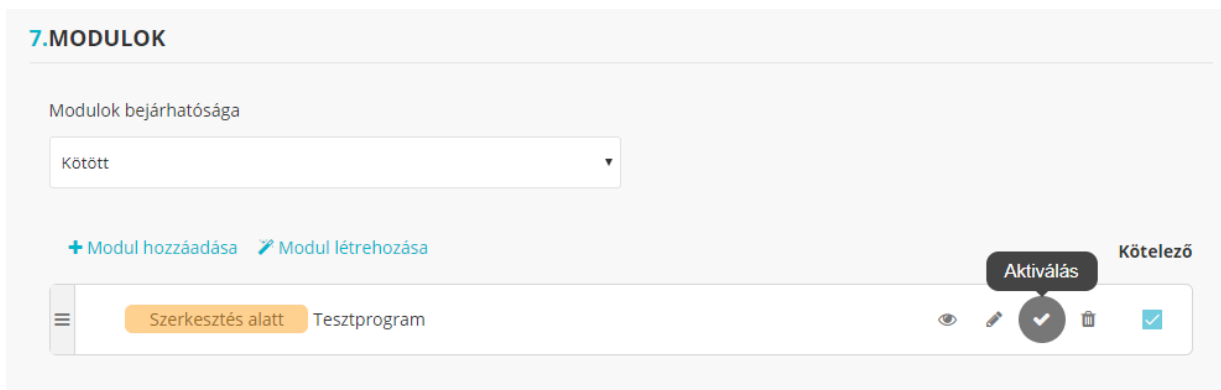 7.MODULOK
Modulok bejárhatósága
Kötött
Modul hozzáadása Modul létrehozása
Kötelező
Aktiválás
Szerkesztés alatt Tesztprogram